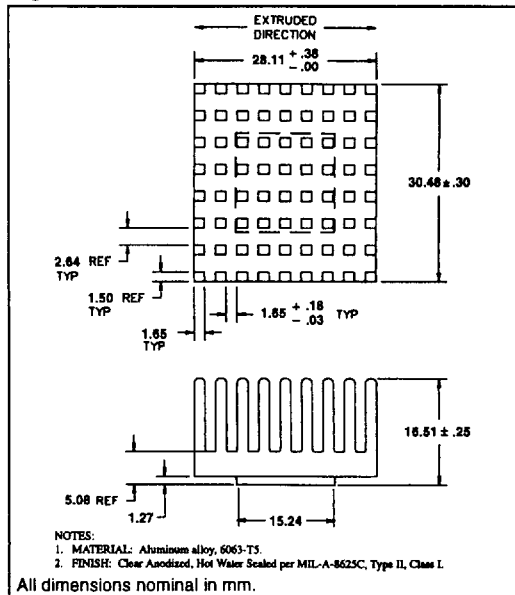 EXTRUDED
DIRECTION
28.11 + .38
- .00
30.48 ± .30
2.64 REF
TYP
1.50 REF
TYP
1.65 + .18 TYP
- .03
1.65
TYP
16.51 ± .25
5.08 REF
1.27
15.24
NOTES:
1. MATERIAL: Aluminum alloy, 6063-T5.
2. FINISH: Clear Anodized, Hot Water Sealed per MIL-A-8625C, Type II, Class I.
All dimensions nominal in mm.